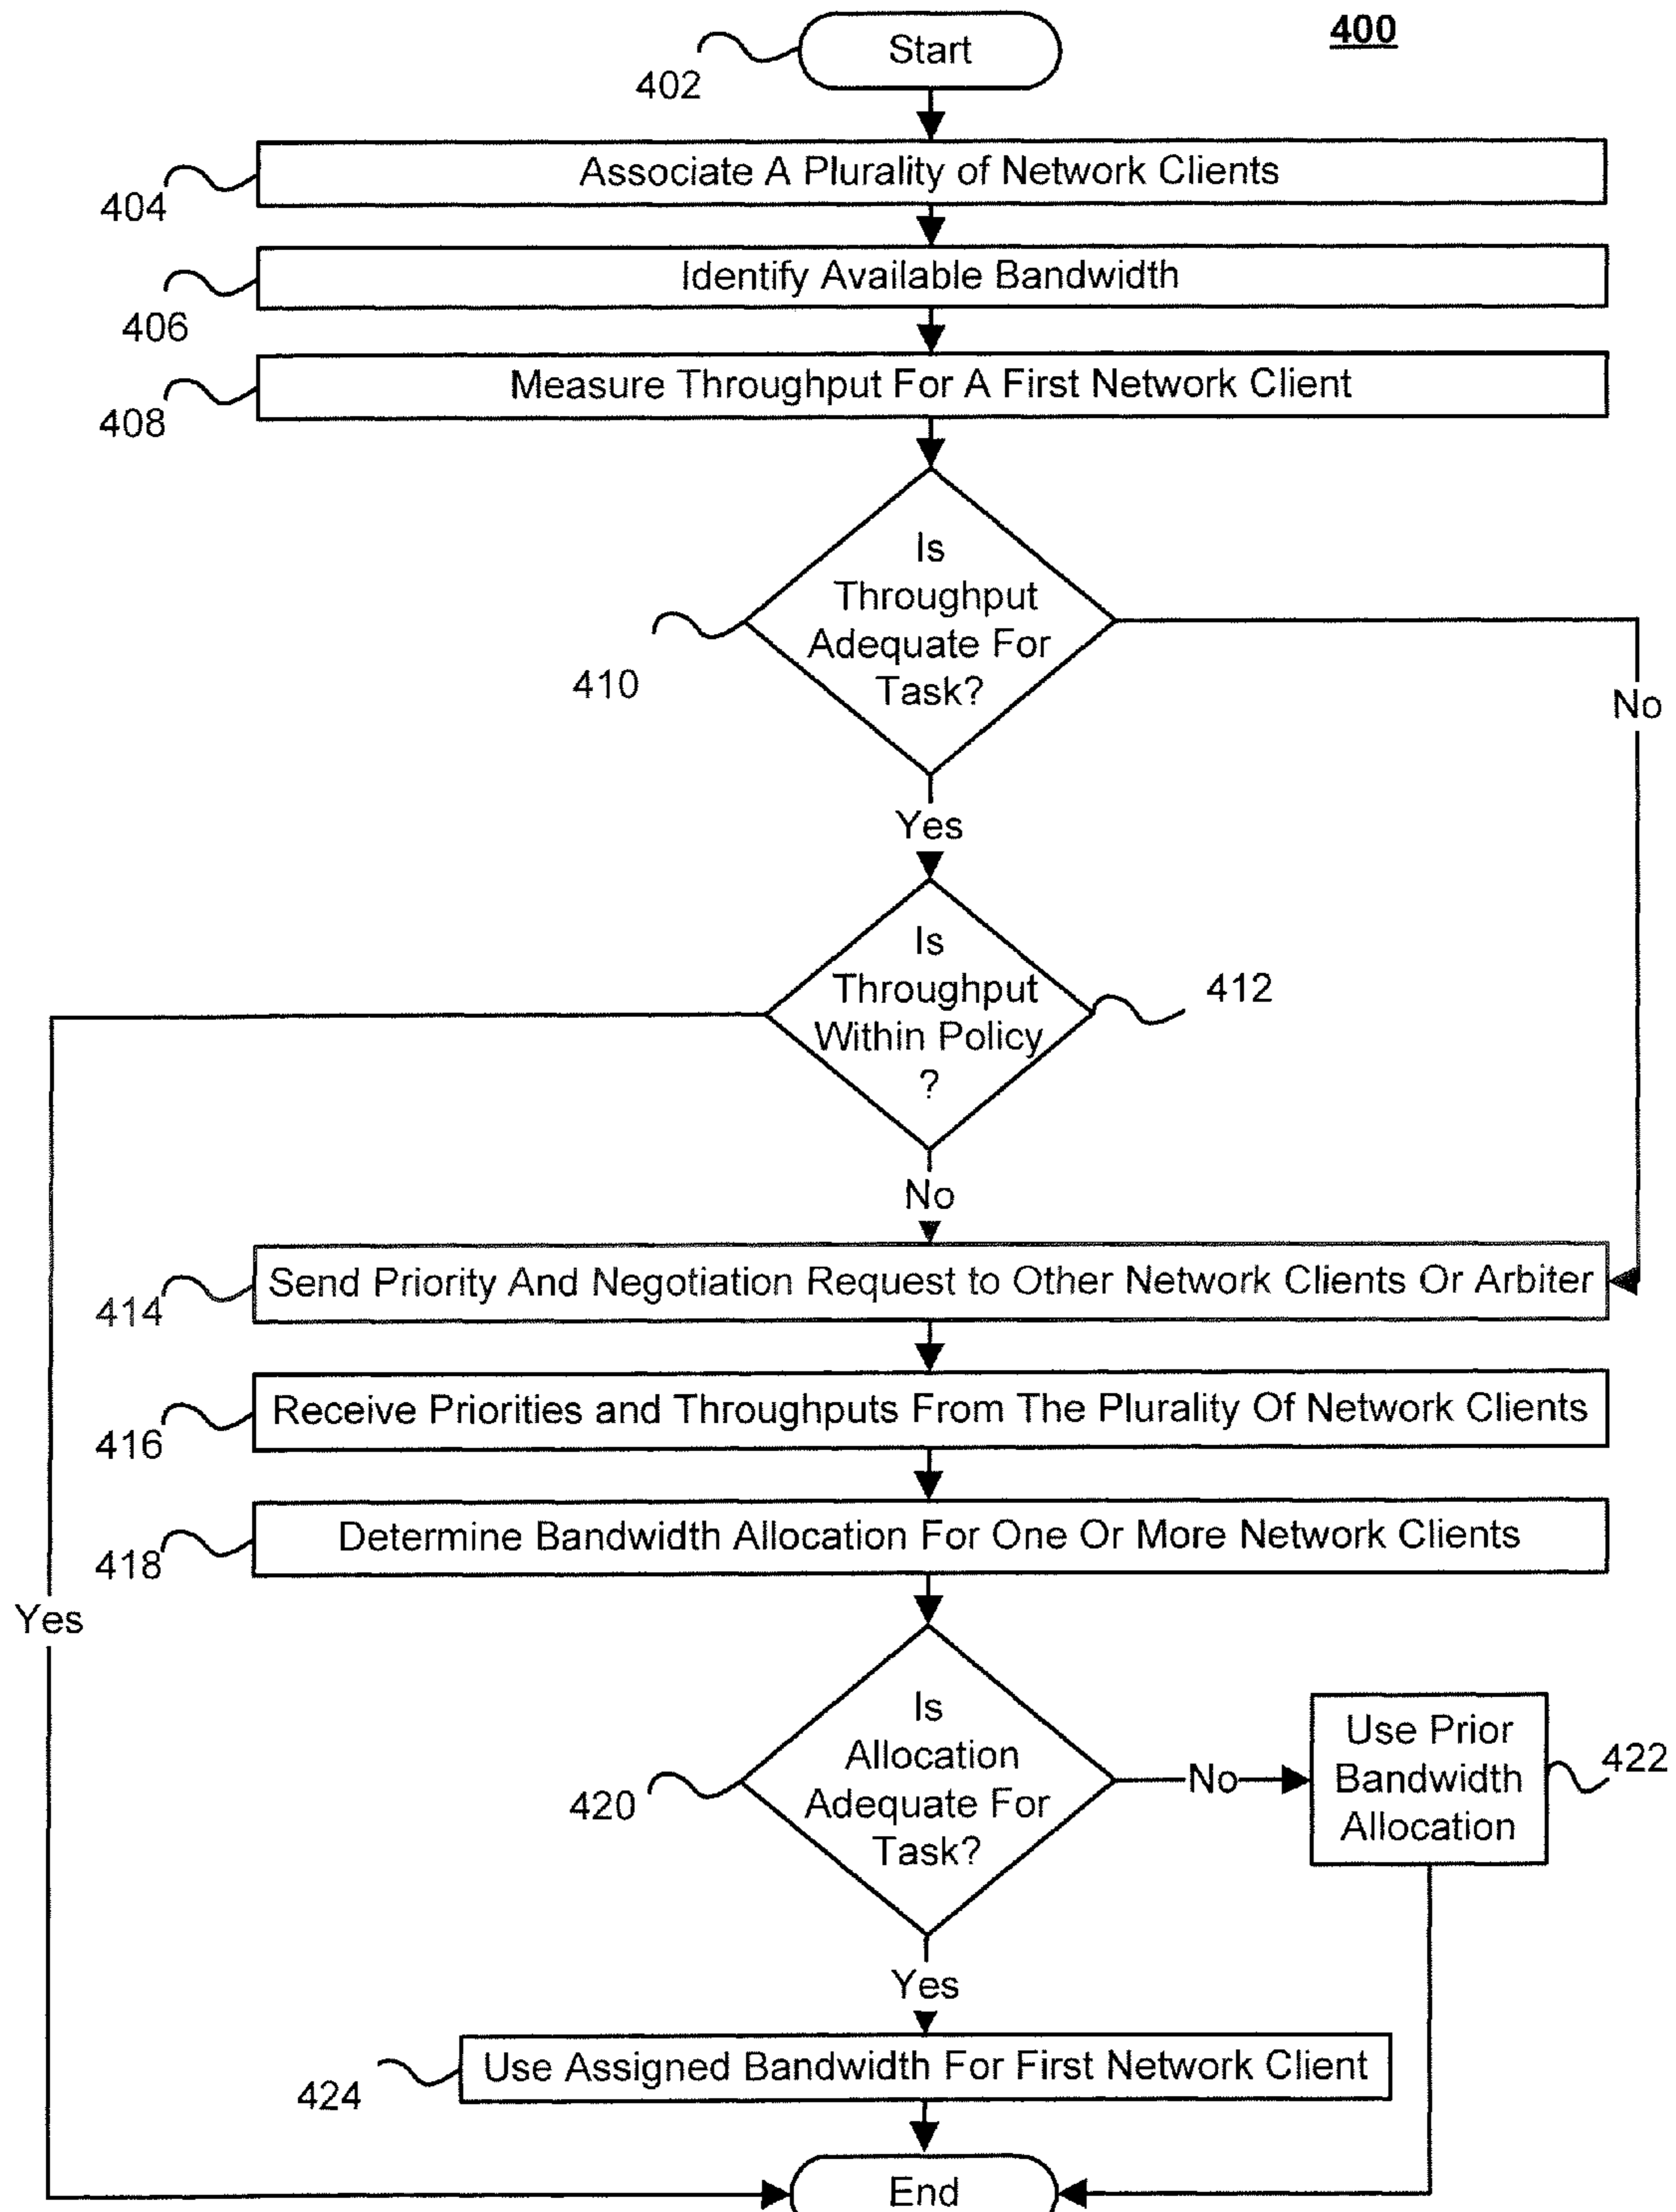 400
Start
402
Associate A Plurality of Network Clients
404
Identify Available Bandwidth
406
Measure Throughput For A First Network Client
408
Is
Throughput
Adequate For
Task?
410
No
Yes
Is
Throughput
Within Policy
?
412
No
Send Priority And Negotiation Request to Other Network Clients Or Arbiter
414
Receive Priorities and Throughputs From The Plurality Of Network Clients
416
Determine Bandwidth Allocation For One Or More Network Clients
418
Yes
Is
Allocation
Adequate For
Task?
420
No
Use Prior
Bandwidth
Allocation
422
Yes
Use Assigned Bandwidth For First Network Client
424
End